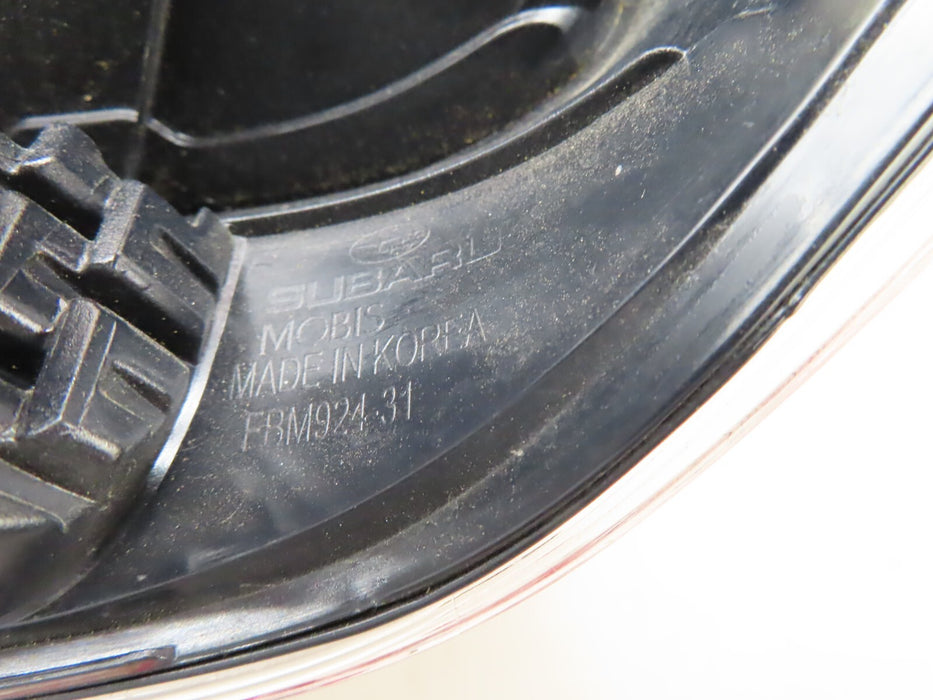 SUBARU
MOBIS
MADE IN KOREA
FBM924-31